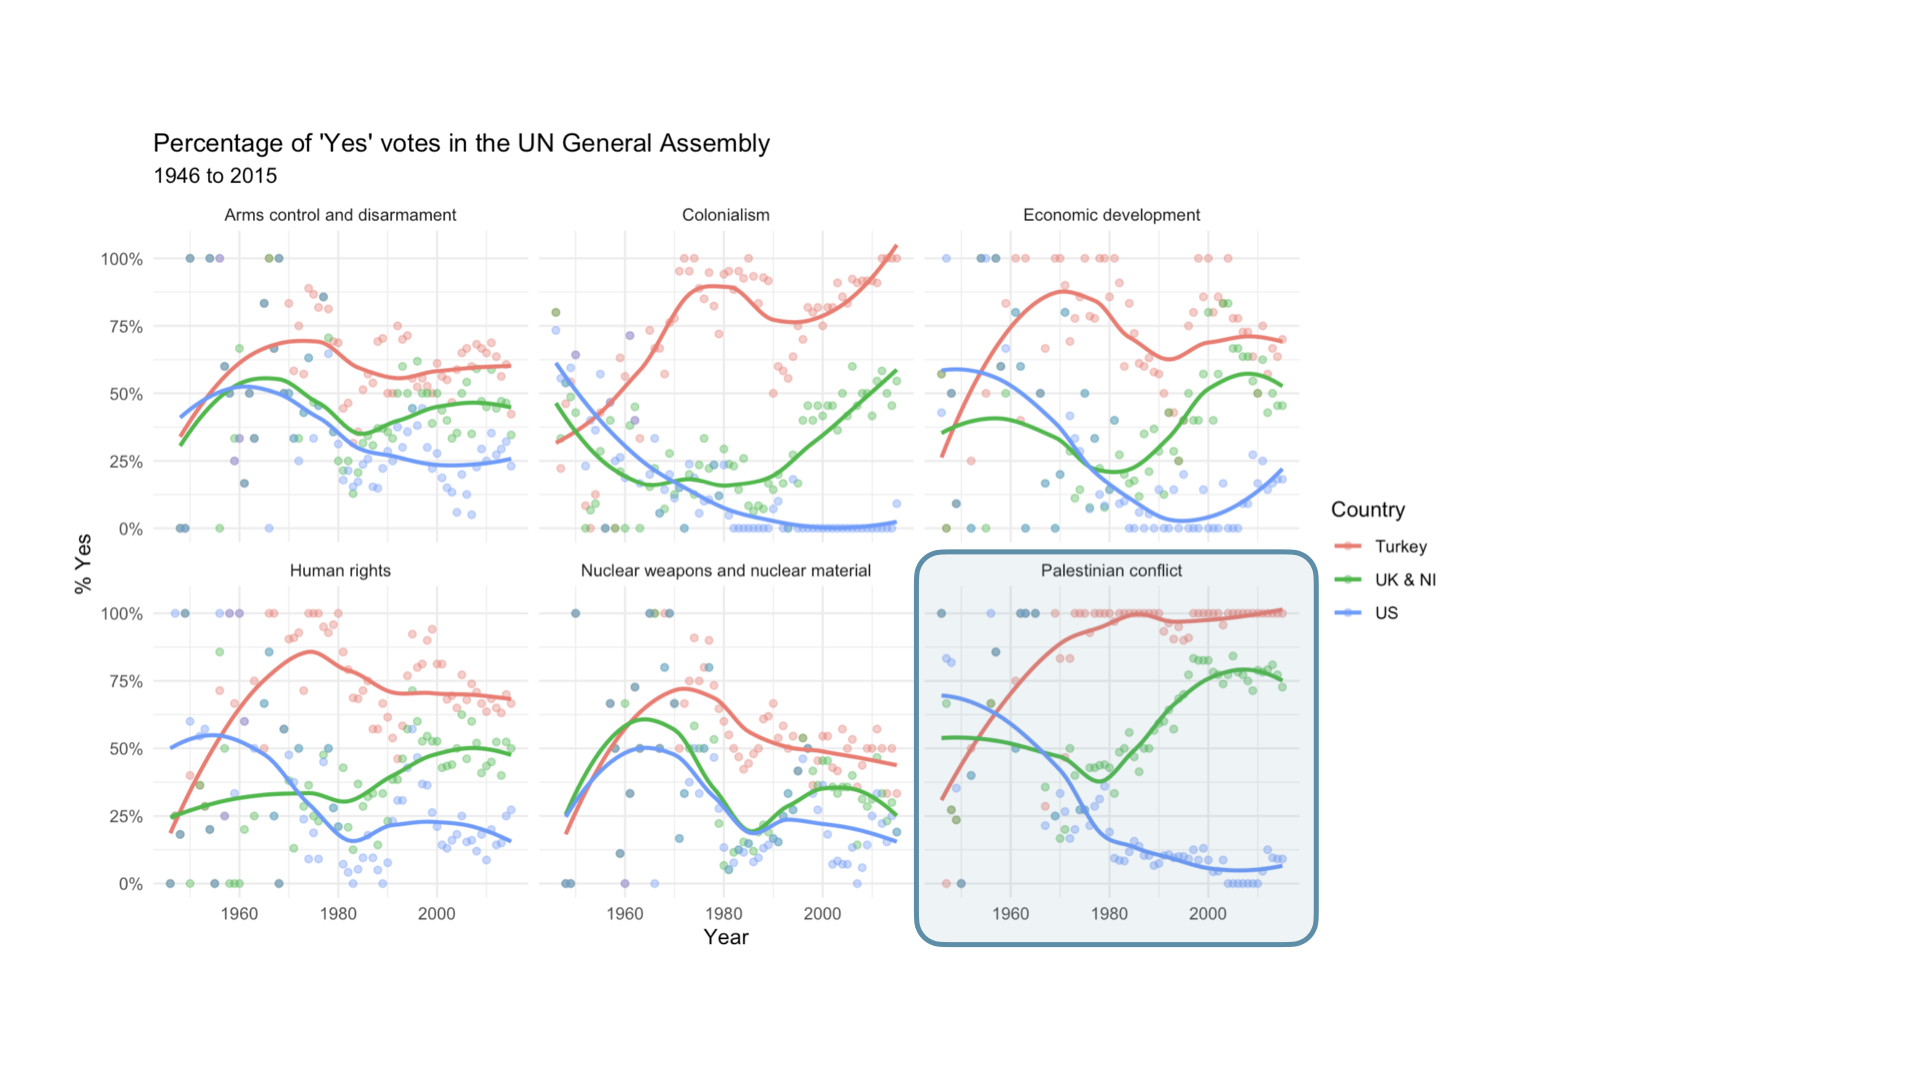 Percentage of 'Yes' votes in the UN General Assembly
1946 to 2015
Arms control and disarmament
Colonialism
Economic development
100%
75%
50%
25%
0%
% Yes
Human rights
Nuclear weapons and nuclear material
Palestinian conflict
100%
75%
50%
25%
0%
1960 1980 2000
1960 1980 2000
1960 1980 2000
Year
Country
Turkey
UK & NI
US